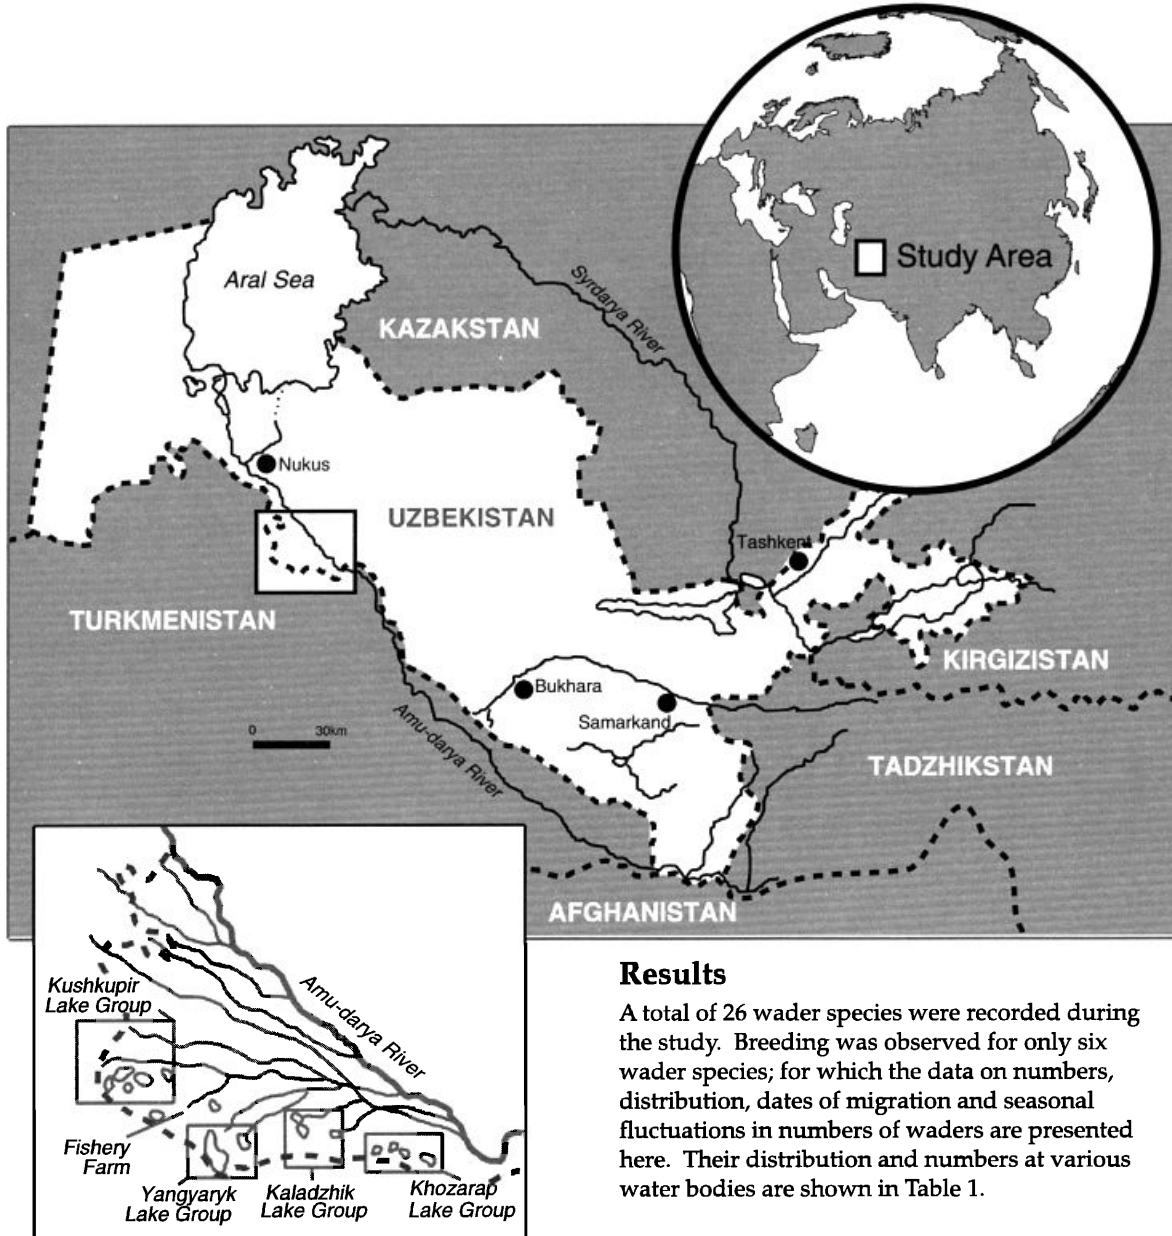 Study Area
Aral Sea
Syrdarya River
KAZAKSTAN
Nukus
UZBEKISTAN
Tashkent
TURKMENISTAN
KIRGIZISTAN
Bukhara
Samarkand
0 30km
Amu-darya River
TADZHIKSTAN
AFGHANISTAN
Kushkupir
Lake Group
Amu-darya River
Fishery
Farm
Yangyaryk
Lake Group
Kaladzhik
Lake Group
Khozarap
Lake Group
Results
A total of 26 wader species were recorded during
the study. Breeding was observed for only six
wader species; for which the data on numbers,
distribution, dates of migration and seasonal
fluctuations in numbers of waders are presented
here. Their distribution and numbers at various
water bodies are shown in Table 1.